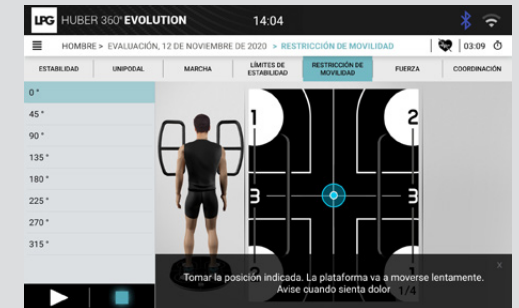 LPG HUBER 360° EVOLUTION 14:04
HOMBRE > EVALUACIÓN, 12 DE NOVIEMBRE DE 2020 > RESTRICCIÓN DE MOVILIDAD 03:09
ESTABILIDAD UNIPODAL MARCHA LÍMITES DE ESTABILIDAD RESTRICCIÓN DE MOVILIDAD FUERZA COORDINACIÓN
0°
45°
90°
135°
180°
225°
270°
315°
1 2
3 3
2 1
x
Tomar la posición indicada. La plataforma va a moverse lentamente.
Avise cuando sienta dolor
1/4